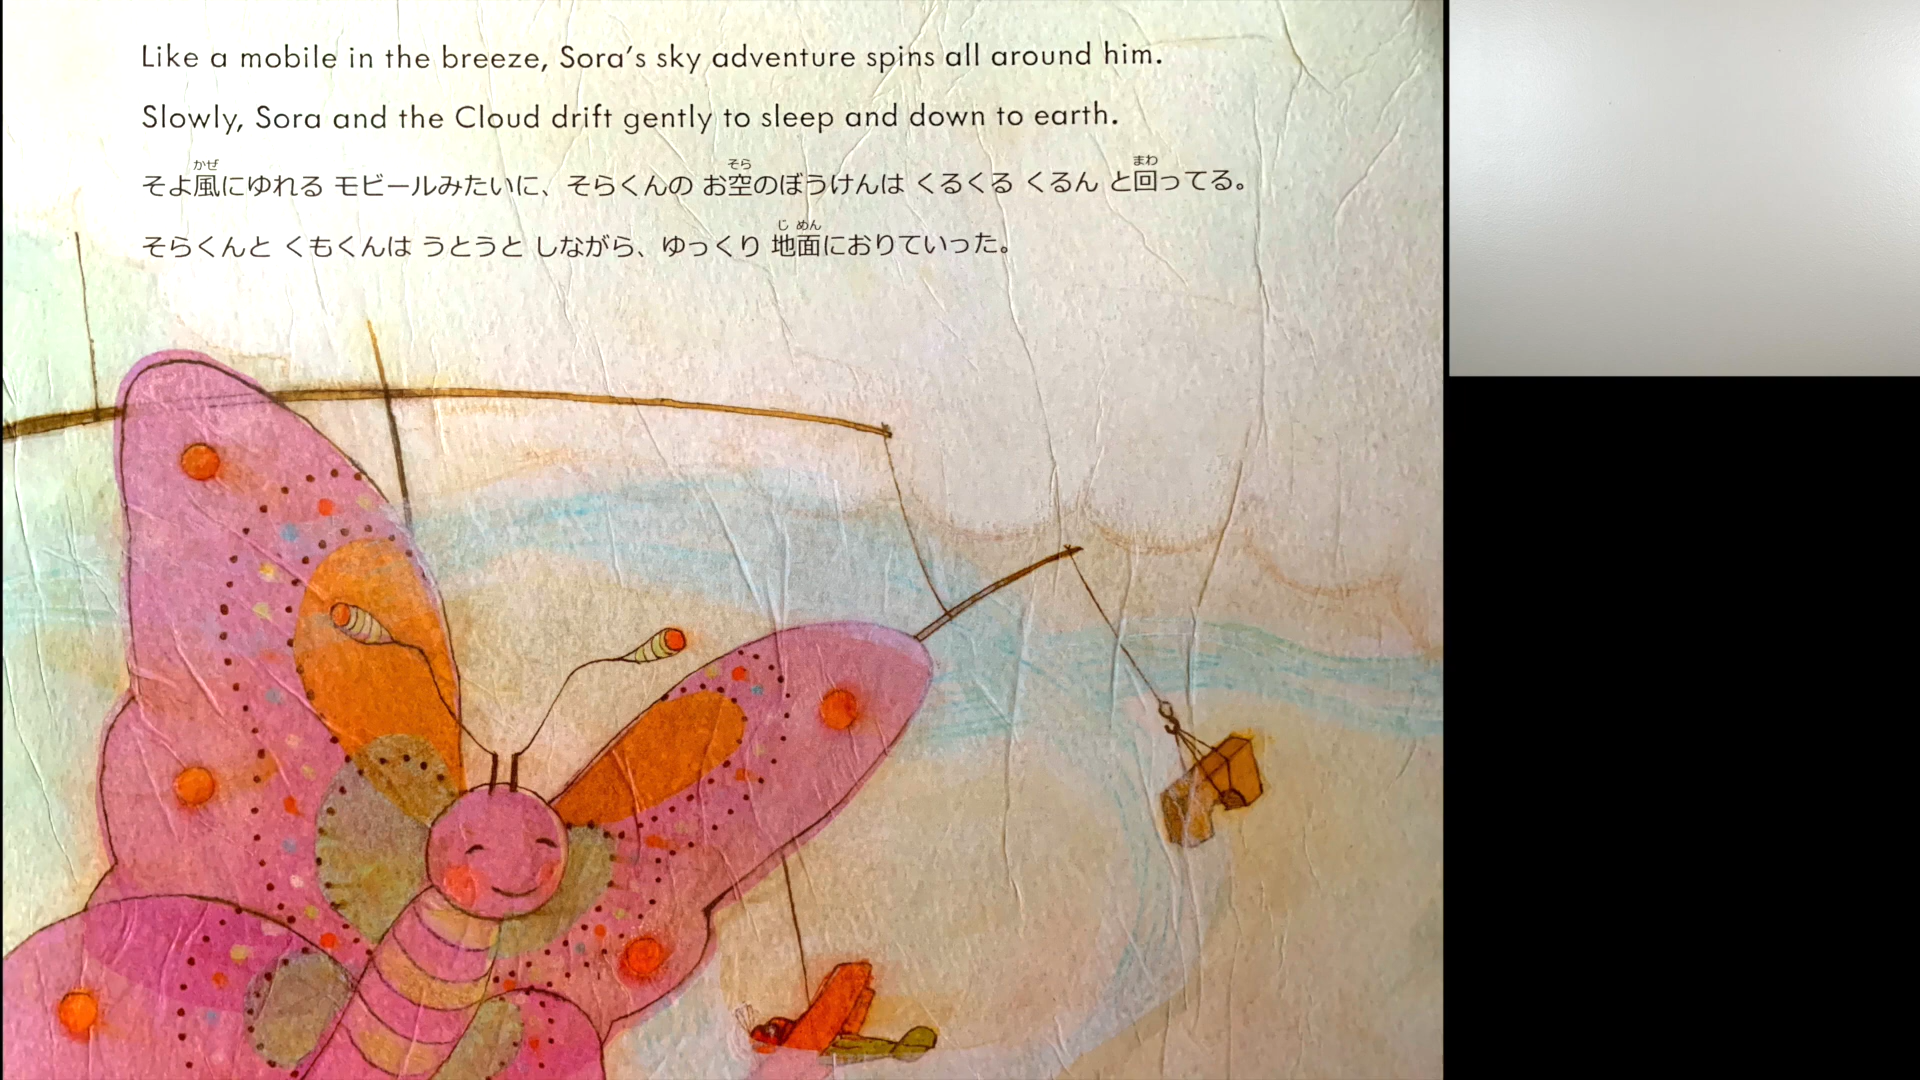 Like a mobile in the breeze, Sora's sky adventure spins all around him.
Slowly, Sora and the Cloud drift gently to sleep and down to earth.
そよ風にゆれる モビールみたいに、そらくんの お空のぼうけんは くるくる くるん と回ってる。
そらくんと くもくんは うとうと しながら、ゆっくり 地面におりていった。